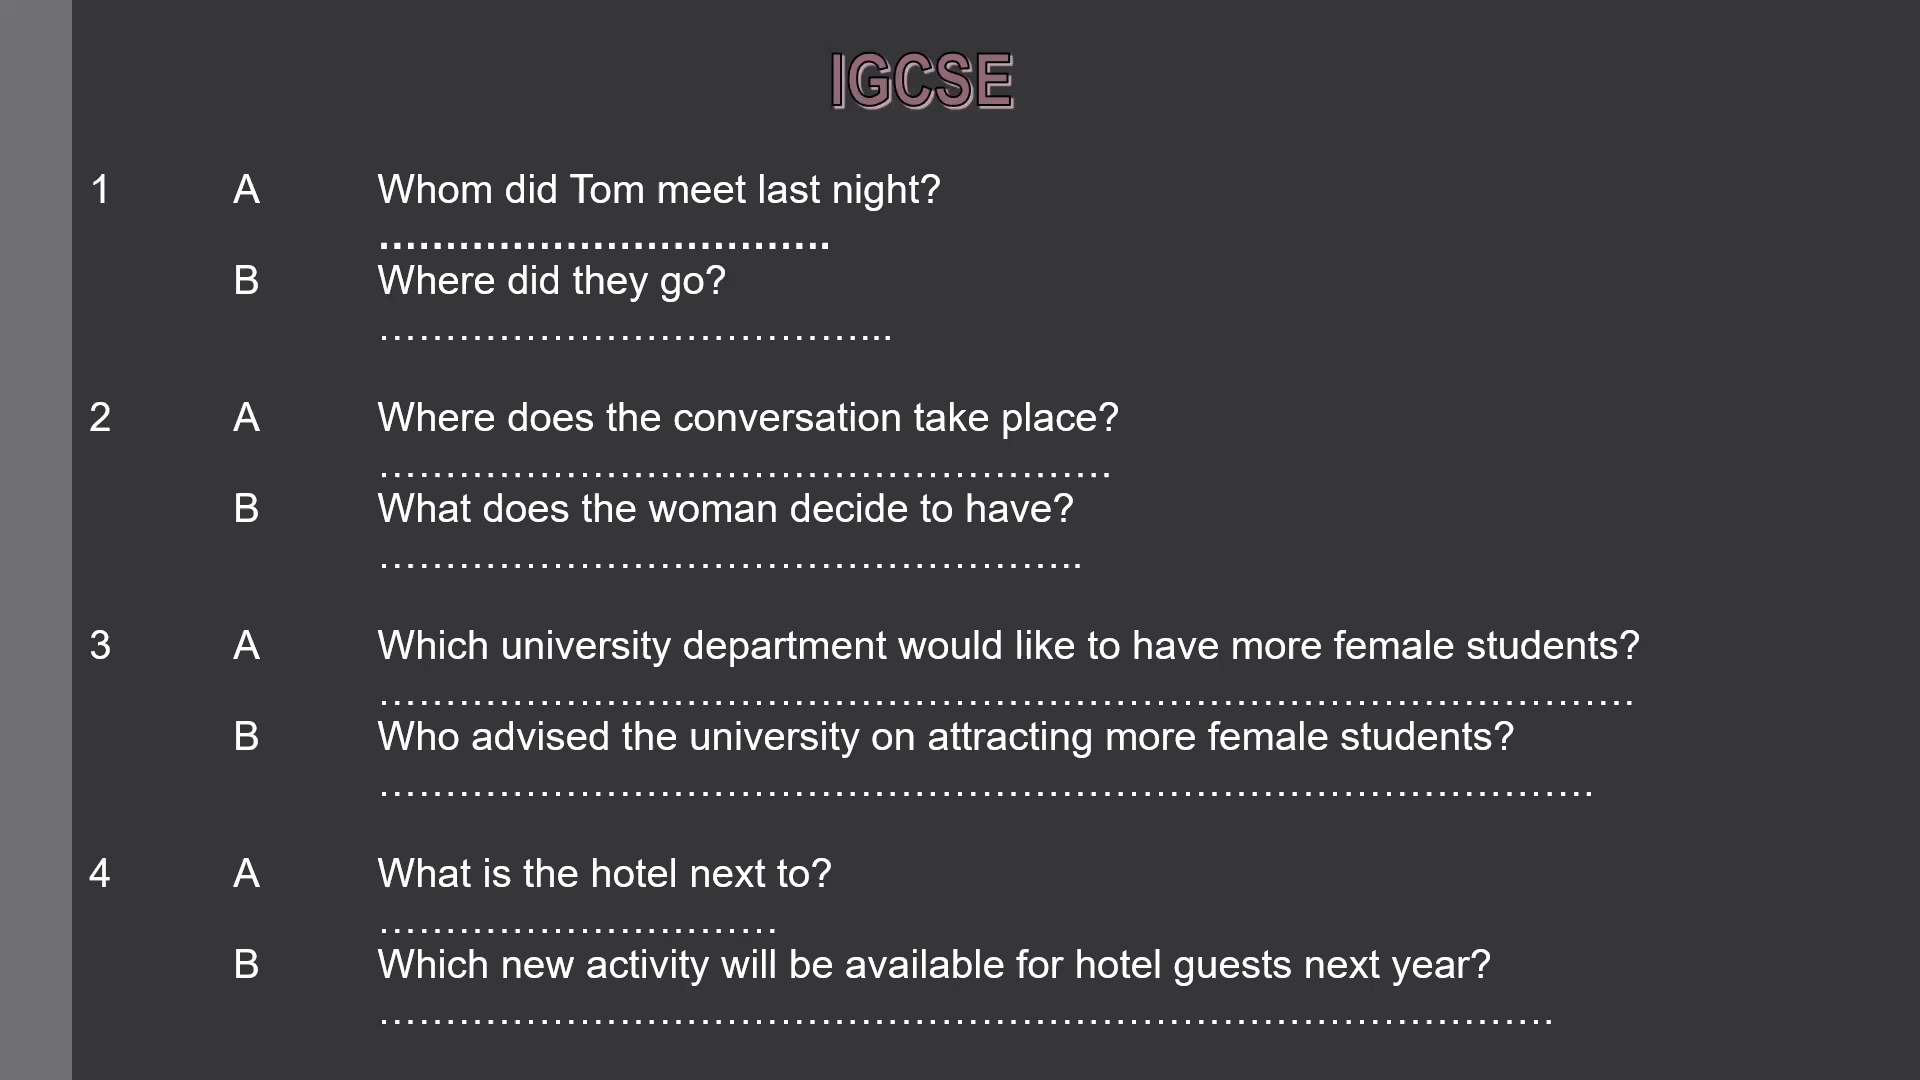 IGCSE
1 A Whom did Tom meet last night?
……………………………..
B Where did they go?
…………………………………..
2 A Where does the conversation take place?
……………………………………………….
B What does the woman decide to have?
……………………………………………..
3 A Which university department would like to have more female students?
………………………………………………………………………………….
B Who advised the university on attracting more female students?
……………………………………………………………………………….
4 A What is the hotel next to?
…………………………
B Which new activity will be available for hotel guests next year?
…………………………………………………………………………….